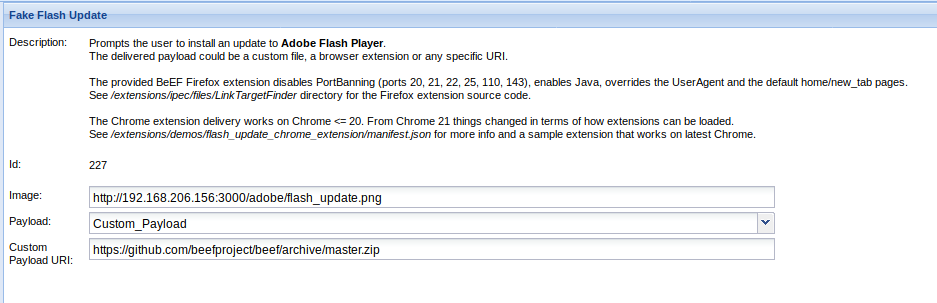 Fake Flash Update
Description: Prompts the user to install an update to Adobe Flash Player.
The delivered payload could be a custom file, a browser extension or any specific URI.
The provided BeEF Firefox extension disables PortBanning (ports 20, 21, 22, 25, 110, 143), enables Java, overrides the UserAgent and the default home/new_tab pages.
See /extensions/ipec/files/LinkTargetFinder directory for the Firefox extension source code.
The Chrome extension delivery works on Chrome <= 20. From Chrome 21 things changed in terms of how extensions can be loaded.
See /extensions/demos/flash_update_chrome_extension/manifest.json for more info and a sample extension that works on latest Chrome.
Id: 227
Image: http://192.168.206.156:3000/adobe/flash_update.png
Payload: Custom_Payload
Custom
Payload URI: https://github.com/beefproject/beef/archive/master.zip